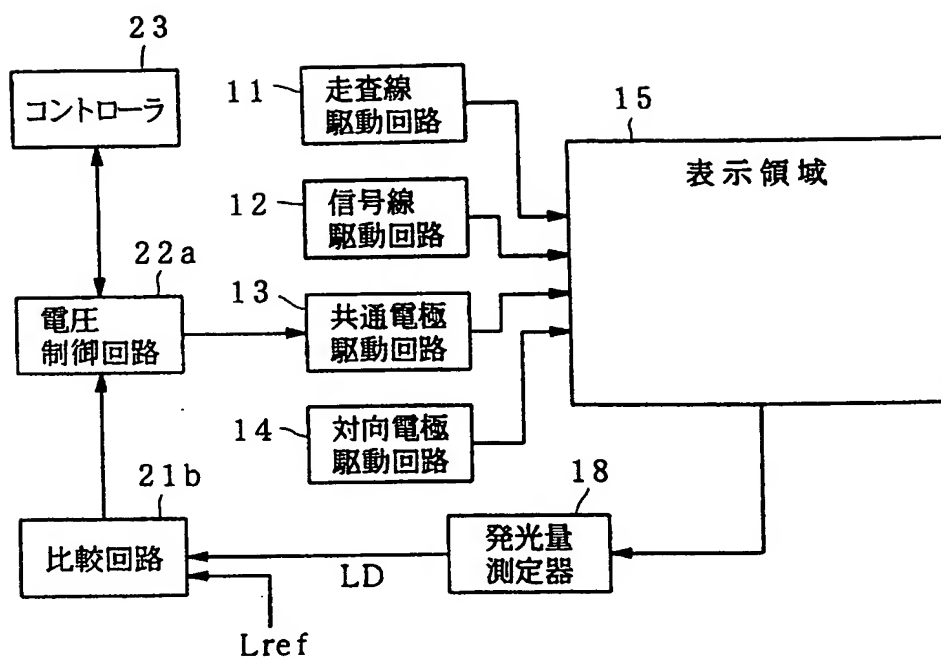 23
コントローラ
11
走査線
駆動回路
15
表示領域
12
信号線
駆動回路
22a
電圧
制御回路
13
共通電極
駆動回路
14
対向電極
駆動回路
21b
比較回路
18
発光量
測定器
LD
Lref